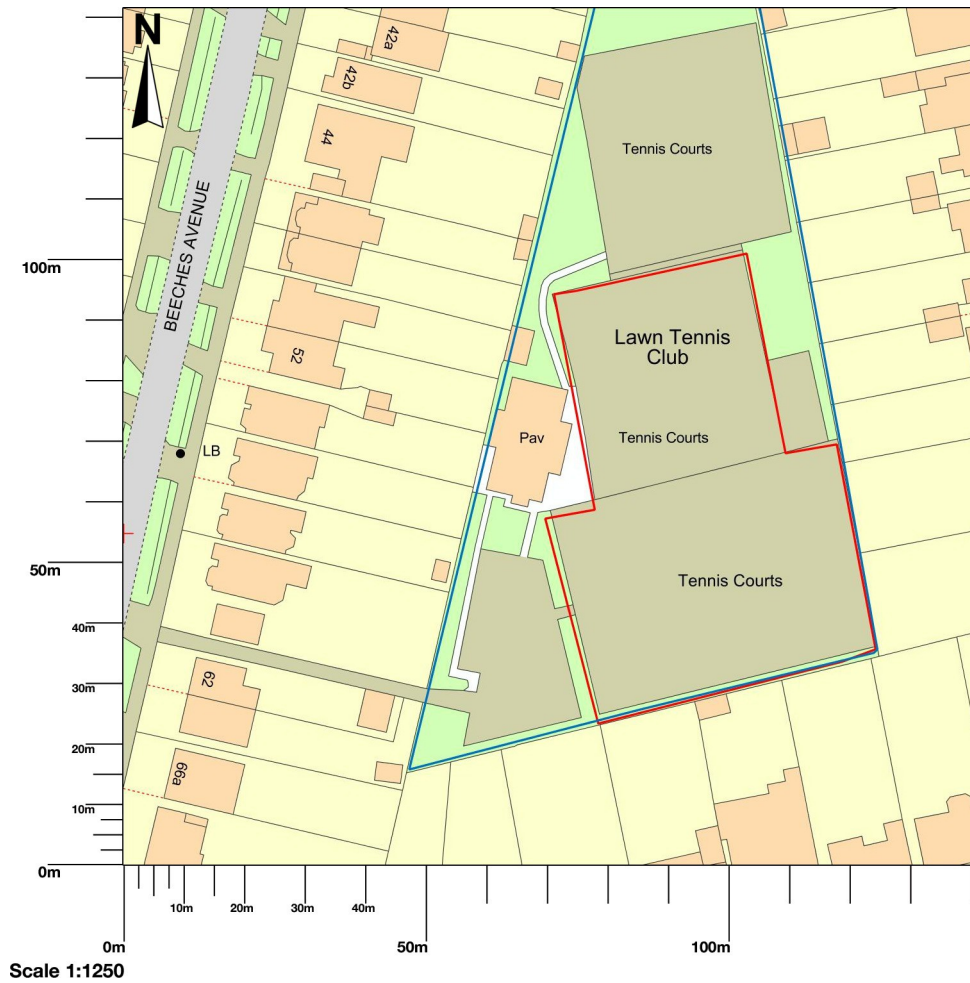 N
42a
42b
44
Tennis Courts
BEECHES AVENUE
100m
Lawn Tennis
Club
52
Tennis Courts
Pav
LB
50m
Tennis Courts
40m
30m
62
20m
66a
10m
0m
10m
20m
30m
40m
0m
50m
100m
Scale 1:1250